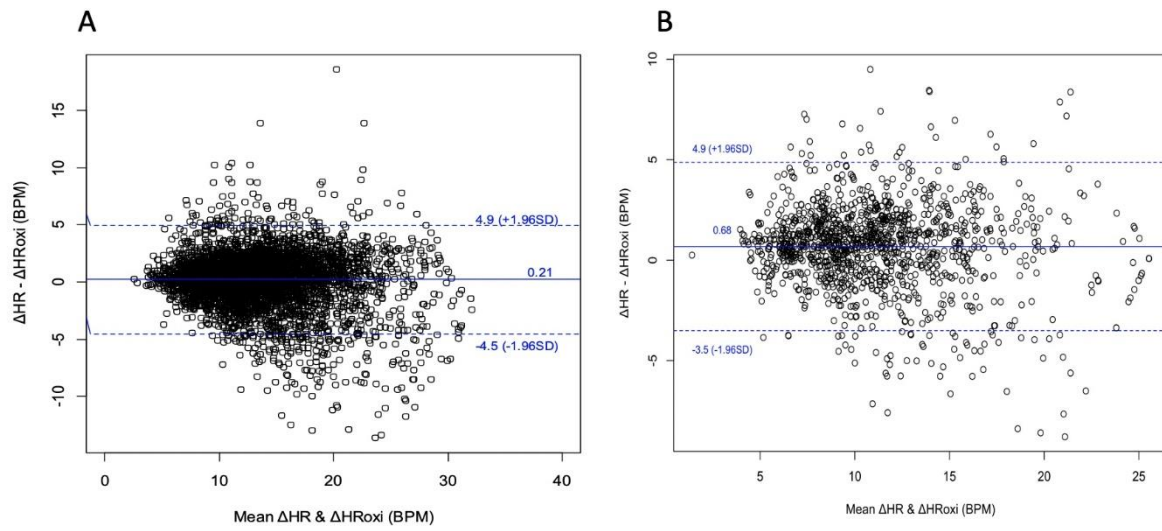 A
ΔHR - ΔHRoxi (BPM)
15
10
5
0
-5
-10
4.9 (+1.96SD)
0.21
-4.5 (-1.96SD)
0 10 20 30 40
Mean ΔHR & ΔHRoxi (BPM)
B
ΔHR - ΔHRoxi (BPM)
10
5
0
-5
4.9 (+1.96SD)
0.68
-3.5 (-1.96SD)
5 10 15 20 25
Mean ΔHR & ΔHRoxi (BPM)